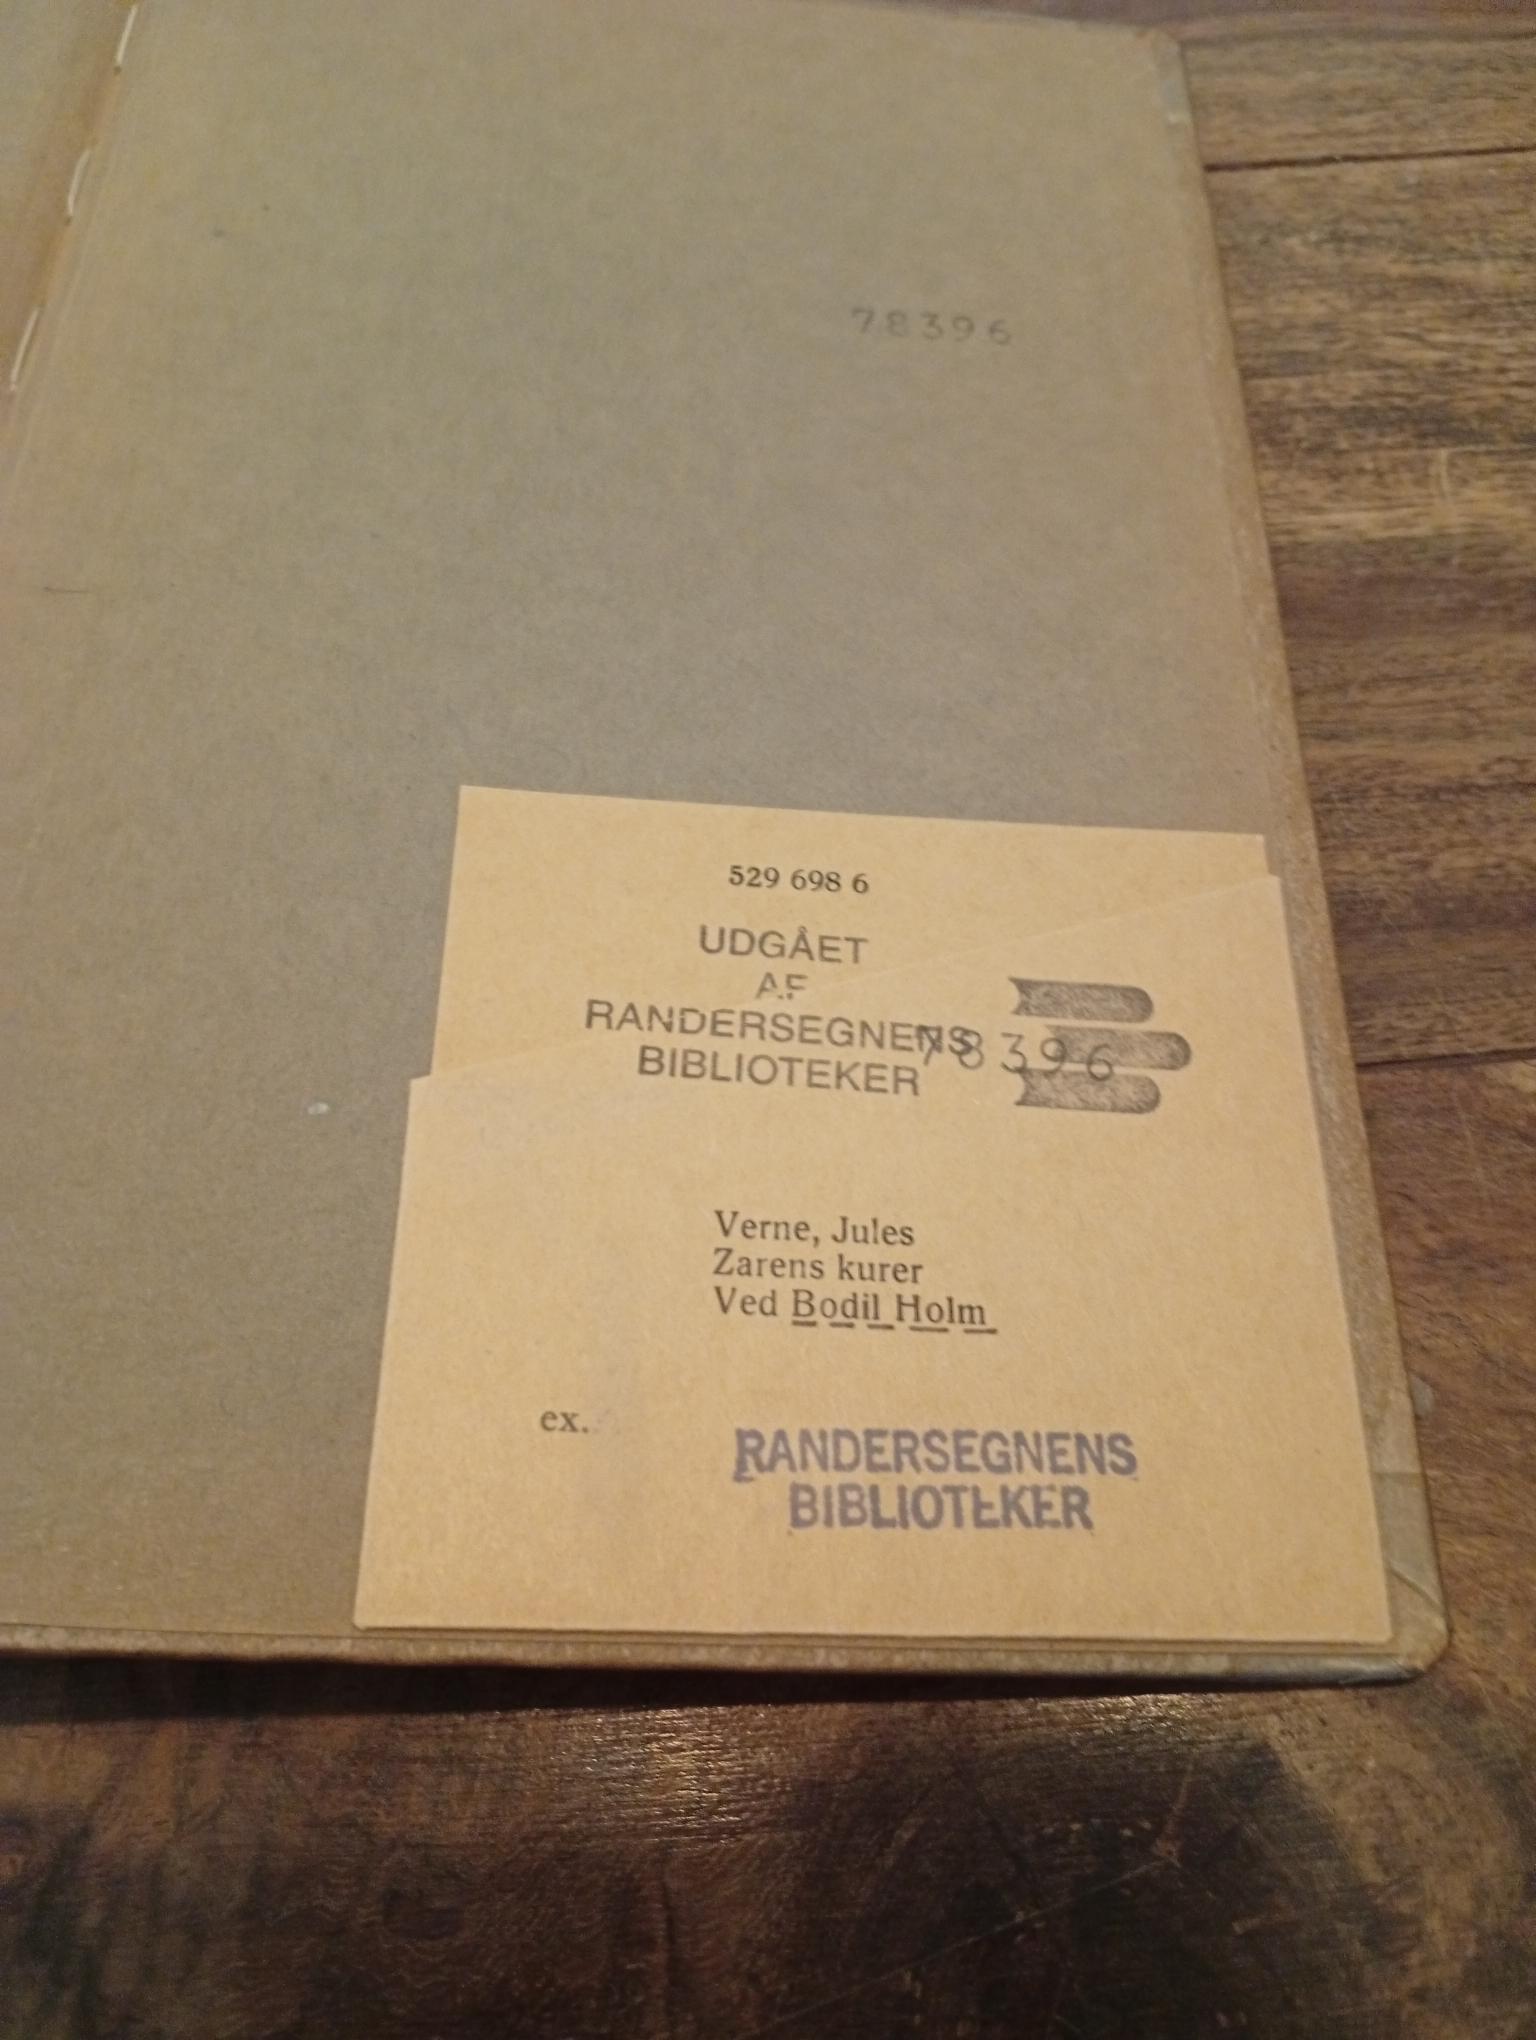 78396
529 698 6
UDGÅET
AF
RANDERSEGNENS
BIBLIOTEKER
78396
Verne, Jules
Zarens kurer
Ved Bodil Holm
ex.
RANDERSEGNENS
BIBLIOTEKER